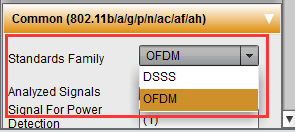 Common (802.11b/a/g/p/n/ac/af/ah)
Standards Family OFDM
DSSS
Analyzed Signals OFDM
Signal For Power
Detection (1)